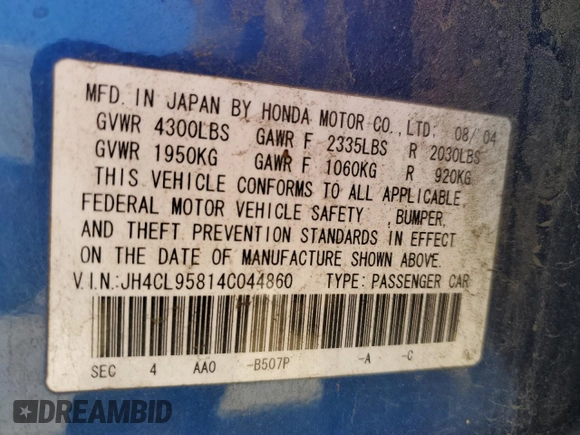 MFD. IN JAPAN BY HONDA MOTOR CO.,LTD. 08/04
GVWR 4300LBS GAWR F 2335LBS R 2030LBS
GVWR 1950KG GAWR F 1060KG R 920KG
THIS VEHICLE CONFORMS TO ALL APPLICABLE
FEDERAL MOTOR VEHICLE SAFETY ,BUMPER,
AND THEFT PREVENTION STANDARDS IN EFFECT
ON THE DATE OF MANUFACTURE SHOWN ABOVE.
V.I.N.:JH4CL95814C044860 TYPE: PASSENGER CAR
SEC 4 AAO -B507P -A -C
DREAMBID